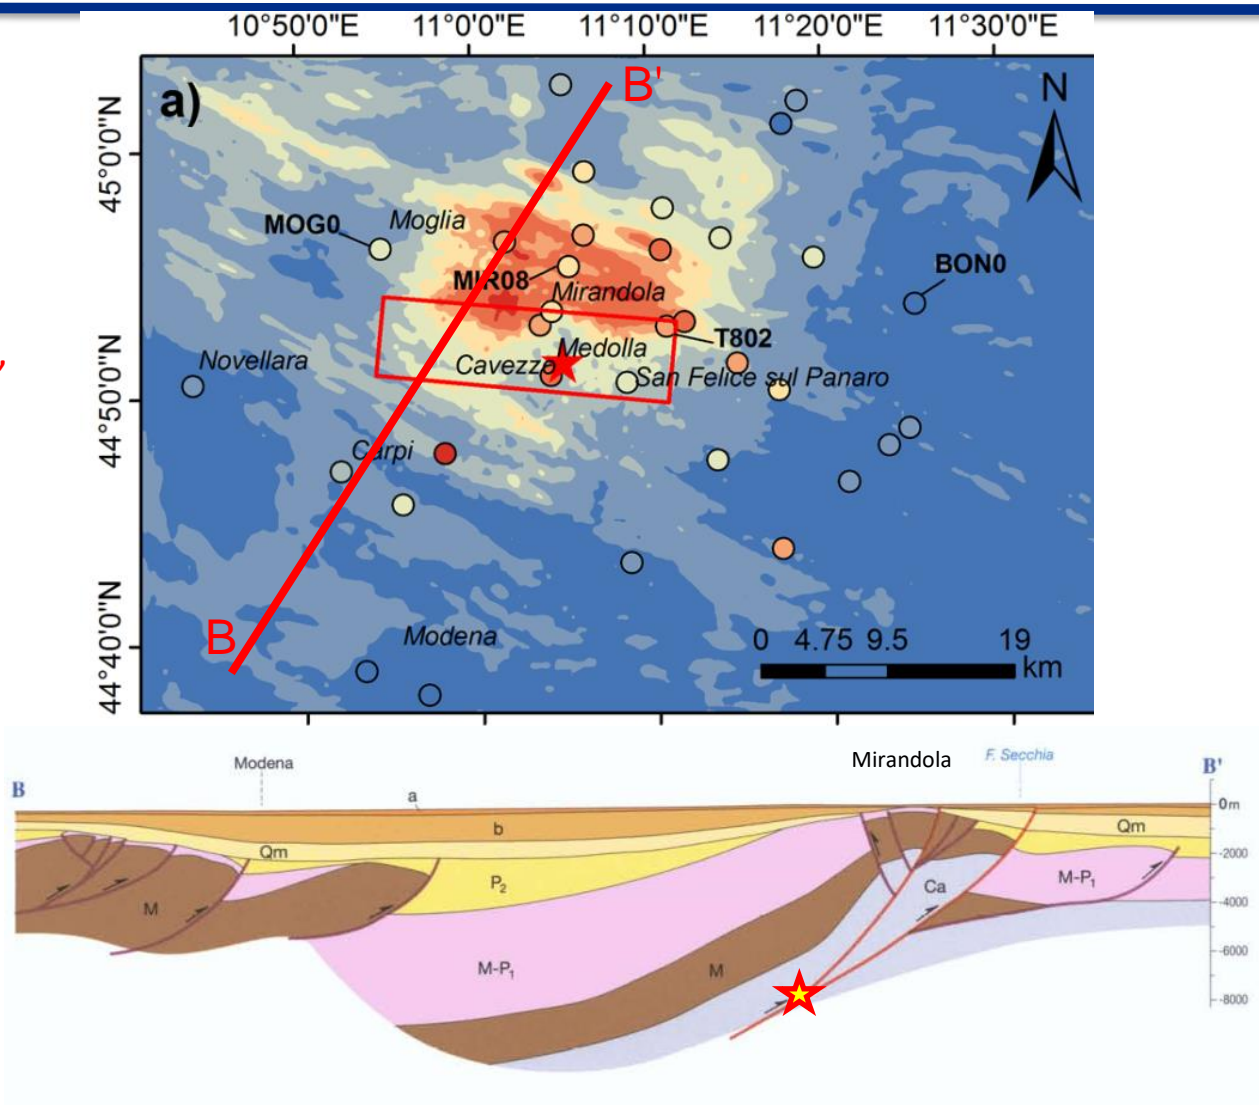 10°50'0"E 11°0'0"E 11°10'0"E 11°20'0"E 11°30'0"E
a)
B'
N
45°0'0"N
MOG0
Moglia
BON0
MIR08
Mirandola
T802
Medolla
Cavezzo
San Felice sul Panaro
Novellara
44°50'0"N
Carpi
B
Modena
44°40'0"N
0 4.75 9.5 19
km
Modena
Mirandola
F. Secchia
B
B'
a
0 m
b
Qm
Qm
-2000
P2
M
Ca
M-P1
-4000
M-P1
M
-6000
-8000